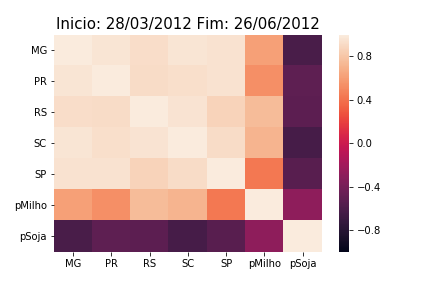 Inicio: 28/03/2012 Fim: 26/06/2012
MG
PR
RS
SC
SP
pMilho
pSoja
MG PR RS SC SP pMilho pSoja
0.8
0.4
0.0
−0.4
−0.8